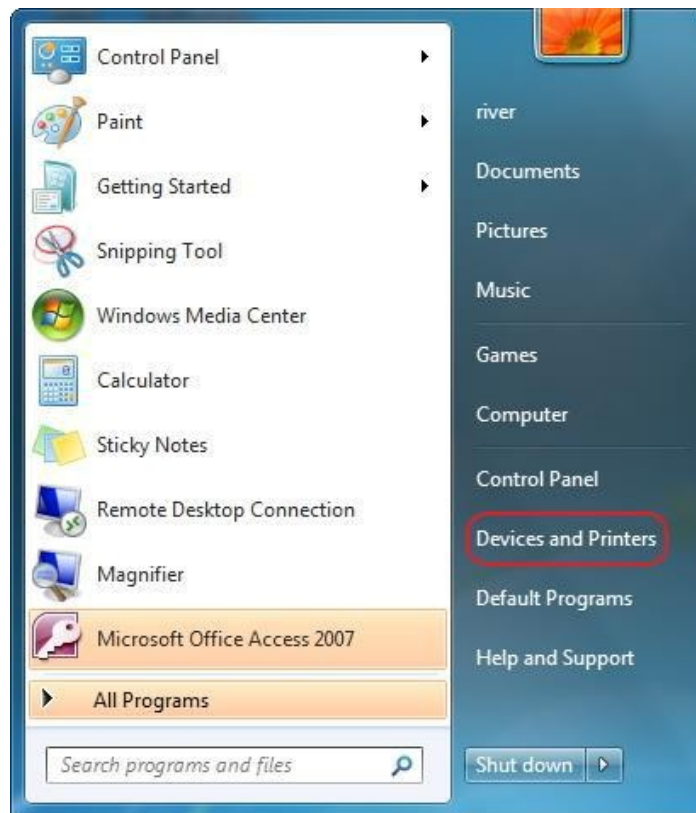 Control Panel
Paint
Getting Started
Snipping Tool
Windows Media Center
Calculator
Sticky Notes
Remote Desktop Connection
Magnifier
Microsoft Office Access 2007
All Programs
Search programs and files
river
Documents
Pictures
Music
Games
Computer
Control Panel
Devices and Printers
Default Programs
Help and Support
Shut down